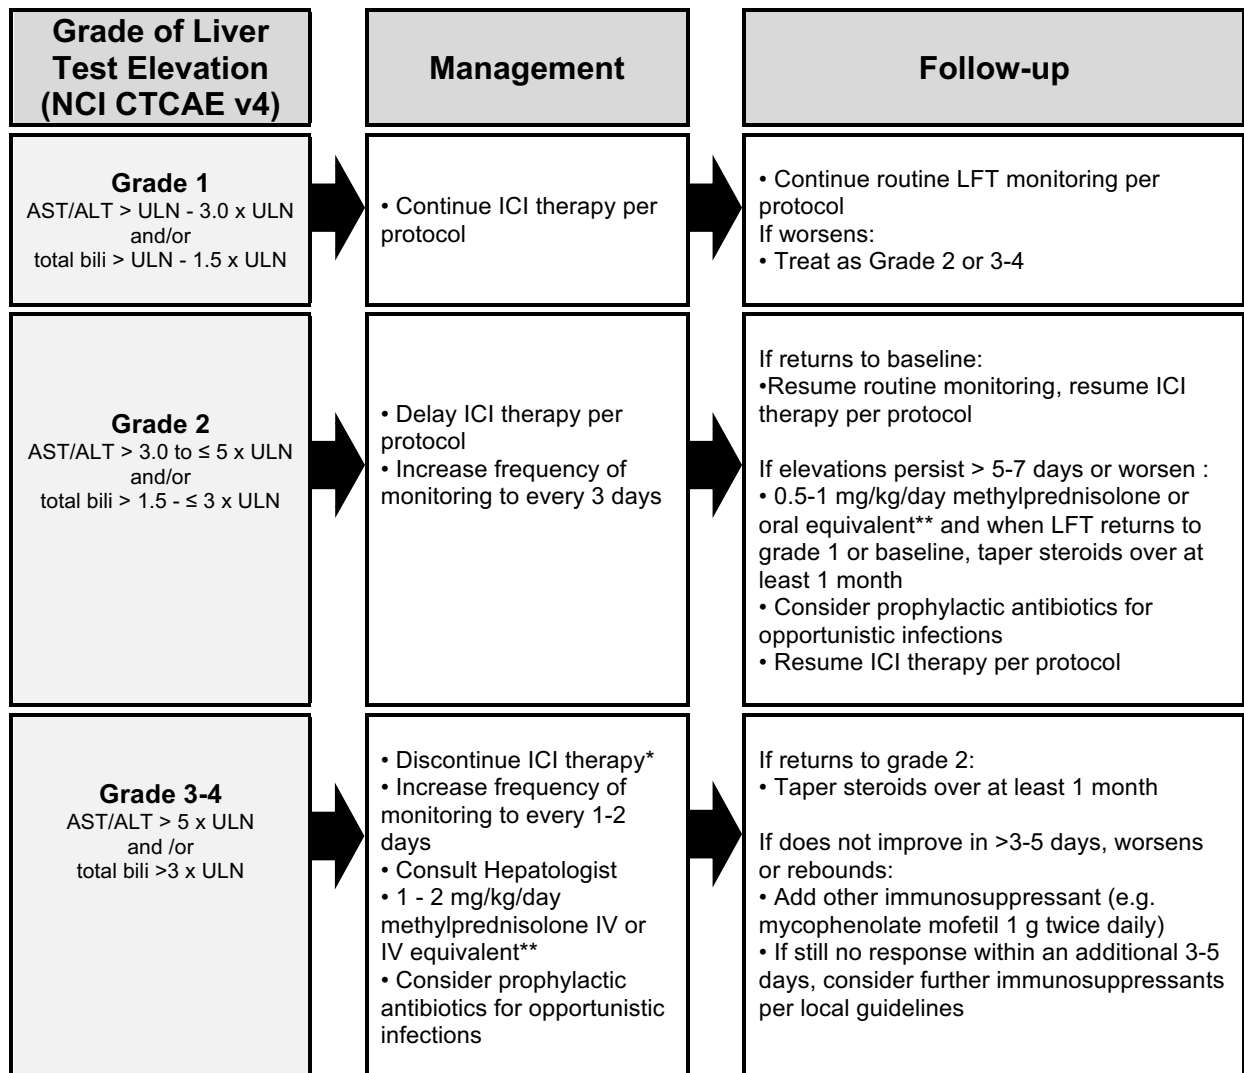 Grade of Liver
Test Elevation
(NCI CTCAE v4)
Management
Follow-up
Grade 1
AST/ALT > ULN - 3.0 x ULN
and/or
total bili > ULN - 1.5 x ULN
• Continue ICI therapy per
protocol
• Continue routine LFT monitoring per
protocol
If worsens:
• Treat as Grade 2 or 3-4
Grade 2
AST/ALT > 3.0 to ≤ 5 x ULN
and/or
total bili > 1.5 - ≤ 3 x ULN
• Delay ICI therapy per
protocol
• Increase frequency of
monitoring to every 3 days
If returns to baseline:
•Resume routine monitoring, resume ICI
therapy per protocol
If elevations persist > 5-7 days or worsen :
• 0.5-1 mg/kg/day methylprednisolone or
oral equivalent** and when LFT returns to
grade 1 or baseline, taper steroids over at
least 1 month
• Consider prophylactic antibiotics for
opportunistic infections
• Resume ICI therapy per protocol
Grade 3-4
AST/ALT > 5 x ULN
and /or
total bili >3 x ULN
• Discontinue ICI therapy*
• Increase frequency of
monitoring to every 1-2
days
• Consult Hepatologist
• 1 - 2 mg/kg/day
methylprednisolone IV or
IV equivalent**
• Consider prophylactic
antibiotics for opportunistic
infections
If returns to grade 2:
• Taper steroids over at least 1 month
If does not improve in >3-5 days, worsens
or rebounds:
• Add other immunosuppressant (e.g.
mycophenolate mofetil 1 g twice daily)
• If still no response within an additional 3-5
days, consider further immunosuppressants
per local guidelines